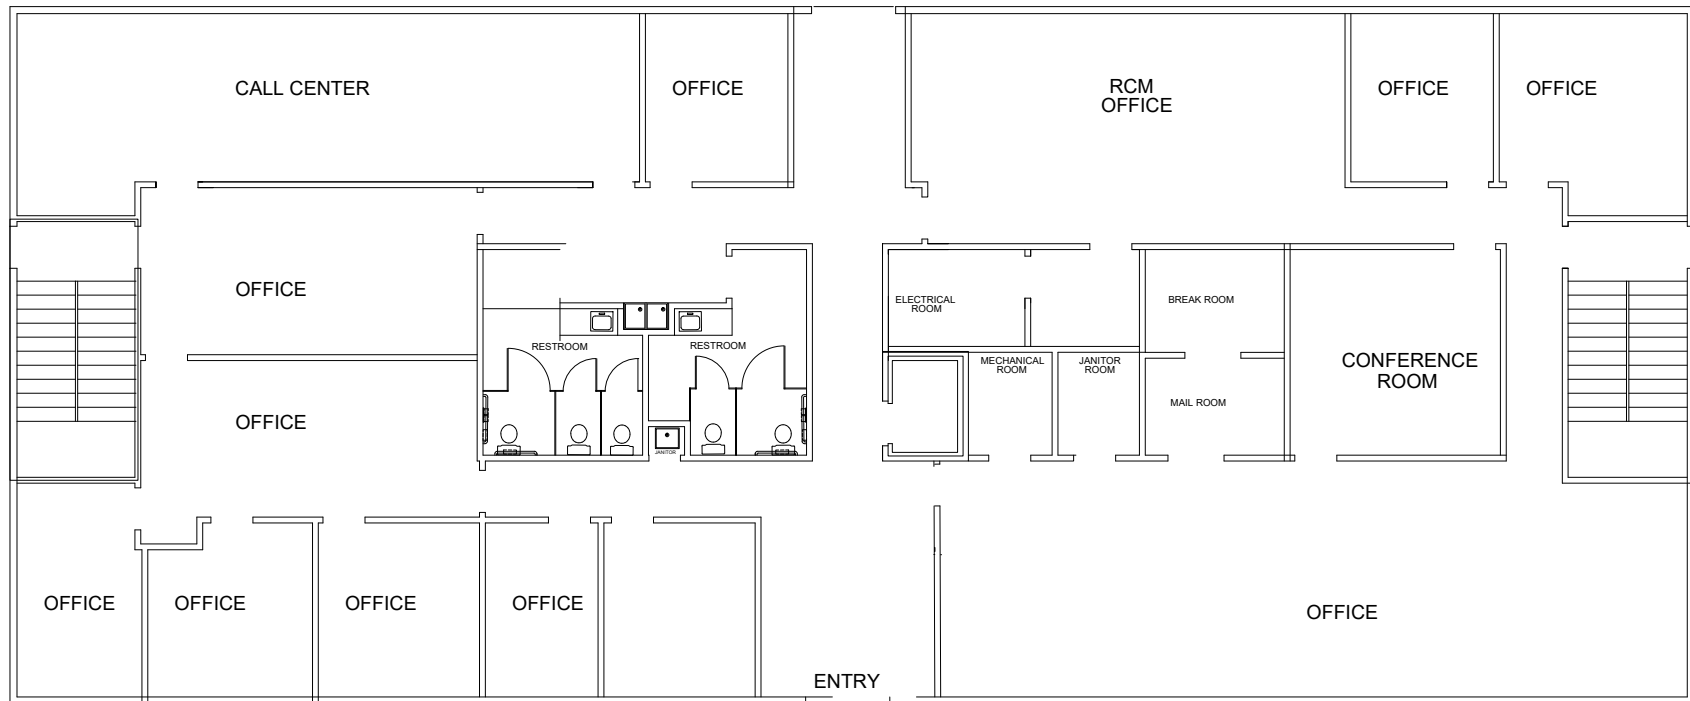 CALL CENTER
OFFICE
RCM
OFFICE
OFFICE
OFFICE
OFFICE
ELECTRICAL
ROOM
BREAK ROOM
RESTROOM
RESTROOM
MECHANICAL
ROOM
JANITOR
ROOM
CONFERENCE
ROOM
MAIL ROOM
OFFICE
JANITOR
OFFICE
OFFICE
OFFICE
OFFICE
OFFICE
ENTRY